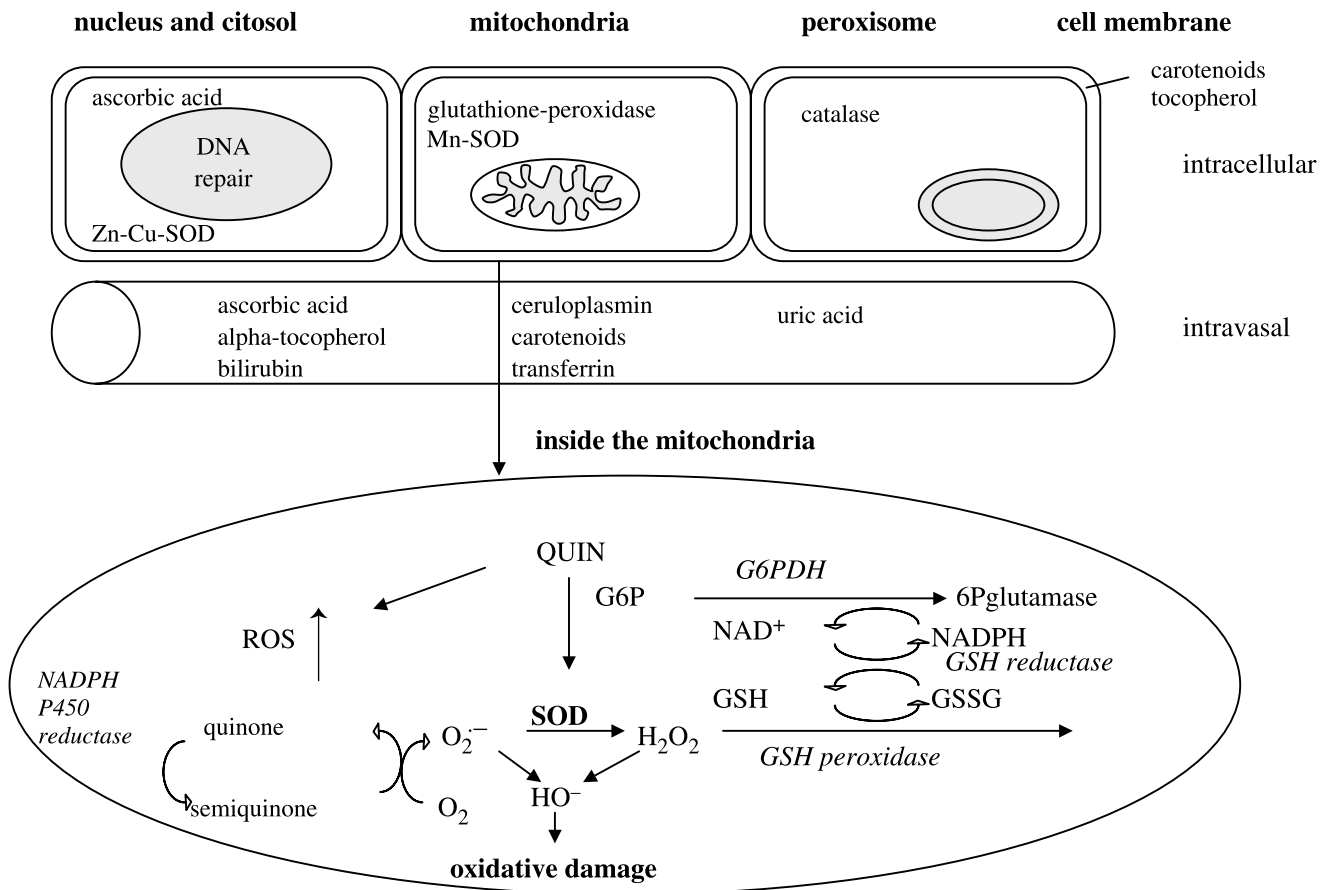 nucleus and citosol
mitochondria
peroxisome
cell membrane
ascorbic acid
DNA
repair
Zn-Cu-SOD
glutathione-peroxidase
Mn-SOD
catalase
carotenoids
tocopherol
intracellular
ascorbic acid
alpha-tocopherol
bilirubin
ceruloplasmin
carotenoids
transferrin
uric acid
intravasal
inside the mitochondria
QUIN
G6P
G6PDH
6Pglutamase
NAD⁺
NADPH
GSH reductase
ROS
NADPH
P450
reductase
GSH
GSSG
quinone
O₂·⁻
SOD
H₂O₂
GSH peroxidase
semiquinone
O₂
HO⁻
oxidative damage